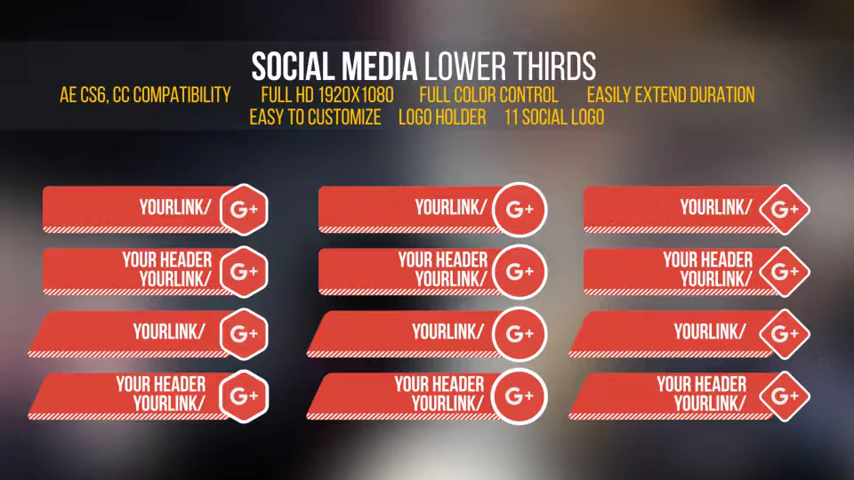 SOCIAL MEDIA LOWER THIRDS
AE CS6, CC COMPATIBILITY FULL HD 1920X1080 FULL COLOR CONTROL EASILY EXTEND DURATION
EASY TO CUSTOMIZE LOGO HOLDER 11 SOCIAL LOGO
YOURLINK/ G+ YOURLINK/ G+ YOURLINK/ G+
YOUR HEADER YOUR HEADER YOUR HEADER
YOURLINK/ G+ YOURLINK/ G+ YOURLINK/ G+
YOURLINK/ G+ YOURLINK/ G+ YOURLINK/ G+
YOUR HEADER YOUR HEADER YOUR HEADER
YOURLINK/ G+ YOURLINK/ G+ YOURLINK/ G+